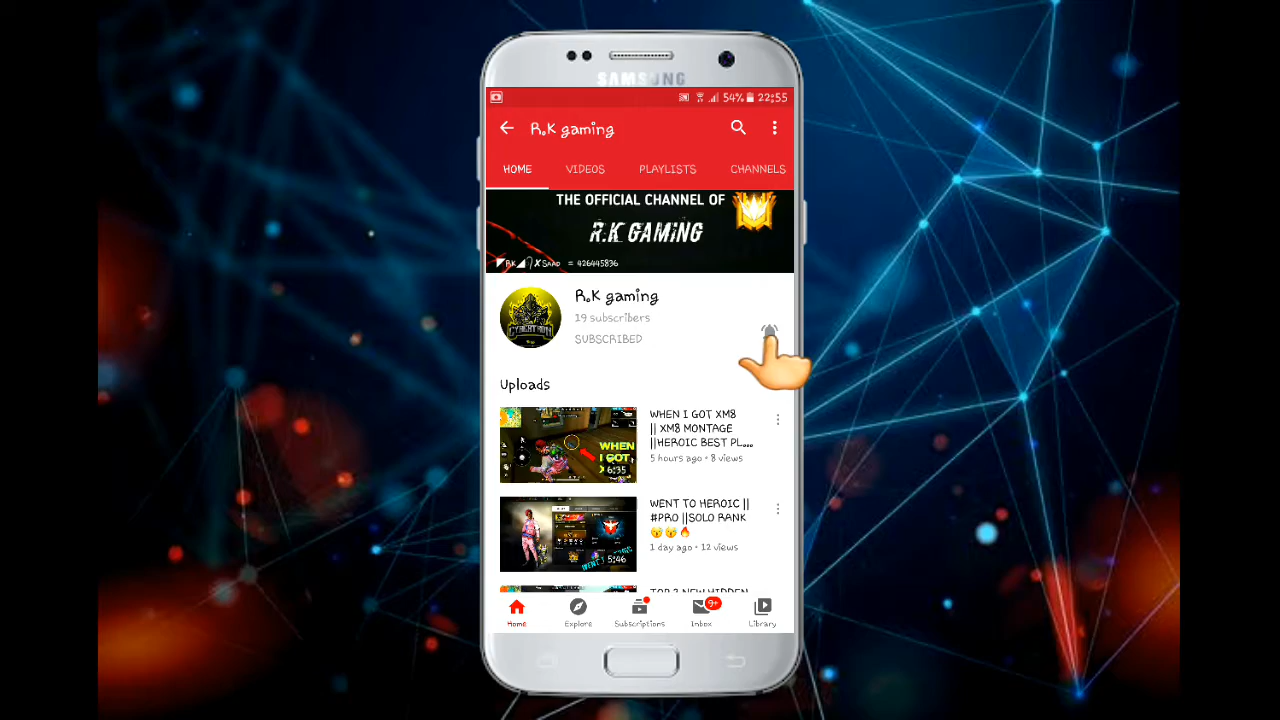 SAMSUNG
54% 22:55
R.K gaming
HOME VIDEOS PLAYLISTS CHANNELS
THE OFFICIAL CHANNEL OF
R.K GAMING
= 426445836
R.K gaming
19 subscribers
SUBSCRIBED
CYBERTRON
Uploads
WHEN I GOT XM8
|| XM8 MONTAGE
||HEROIC BEST PL...
5 hours ago • 8 views
WHEN
I GOT
6:35
WENT TO HEROIC ||
#PRO ||SOLO RANK
🥱🥱🔥
1 day ago • 12 views
5:46
9+
Home Explore Subscriptions Inbox Library